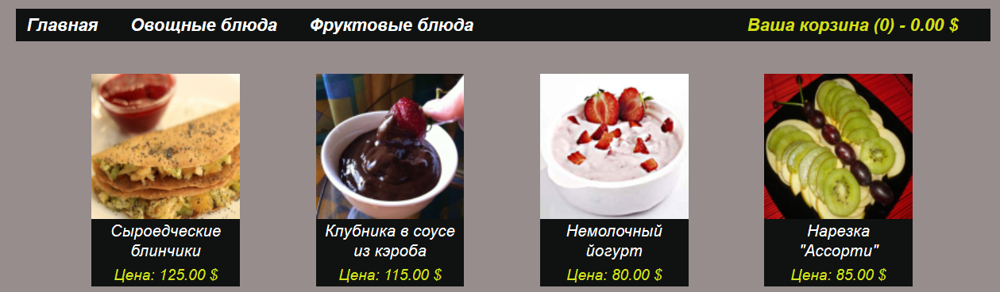 Главная Овощные блюда Фруктовые блюда Ваша корзина (0) - 0.00 $
Сыроедческие
блинчики
Цена: 125.00 $
Клубника в соусе
из кэроба
Цена: 115.00 $
Немолочный
йогурт
Цена: 80.00 $
Нарезка
"Ассорти"
Цена: 85.00 $